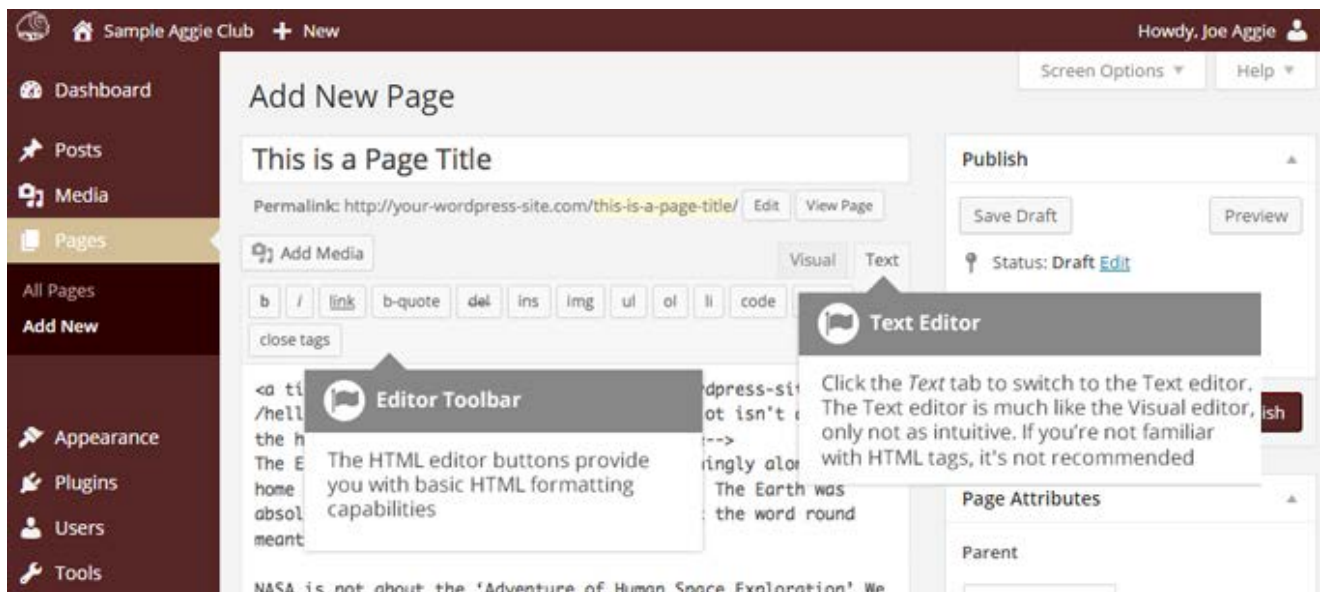 Sample Aggie Club + New Howdy, Joe Aggie
Screen Options Help
Dashboard
Posts
Media
Pages
All Pages
Add New
Appearance
Plugins
Users
Tools
Add New Page
This is a Page Title
Permalink: http://your-wordpress-site.com/this-is-a-page-title/ Edit View Page
Add Media
Visual Text
b i link b-quote del ins img ul ol li code
close tags
<a
/hell
the
The
home The Earth was
absol the word round
meant
NASA is not about the 'Adventure of Human Space Exploration' We
Editor Toolbar
The HTML editor buttons provide
you with basic HTML formatting
capabilities
Text Editor
Click the Text tab to switch to the Text editor.
The Text editor is much like the Visual editor,
only not as intuitive. If you're not familiar
with HTML tags, it's not recommended
Publish
Save Draft Preview
Status: Draft Edit
Page Attributes
Parent